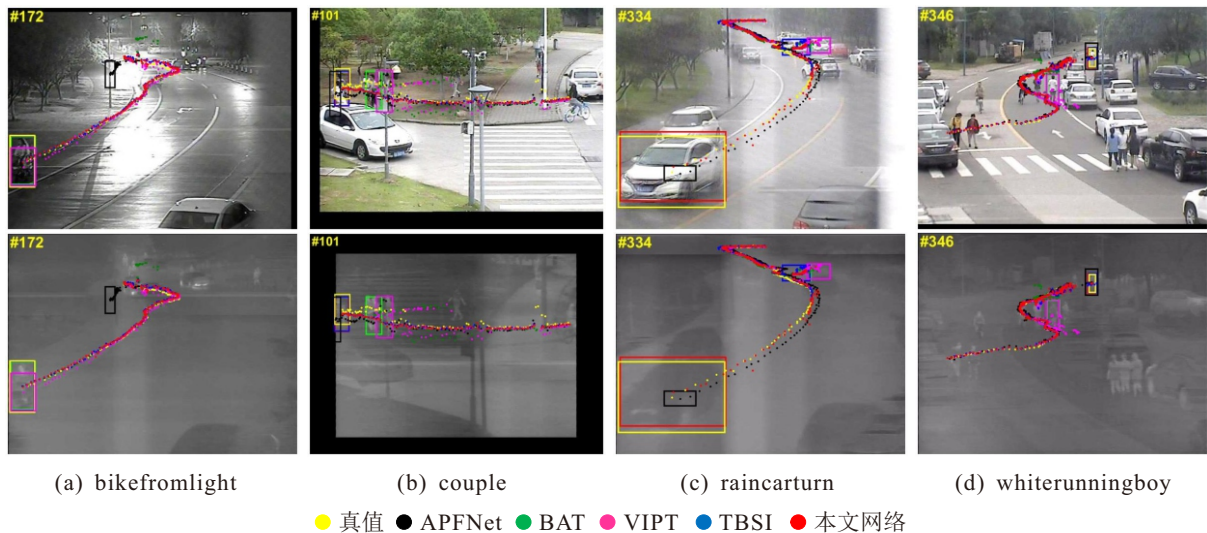 #172
#101
#334
#346
#172
#101
#334
#346
(a) bikefromlight
(b) couple
(c) raincarturn
(d) whiterunningboy
真值 APFNet BAT VIPT TBSI 本文网络